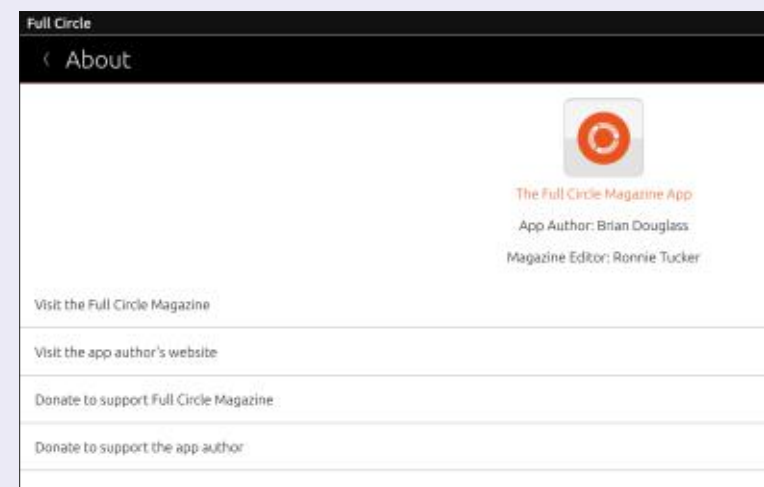 Full Circle
About
The Full Circle Magazine App
App Author: Brian Douglass
Magazine Editor: Ronnie Tucker
Visit the Full Circle Magazine
Visit the app author's website
Donate to support Full Circle Magazine
Donate to support the app author